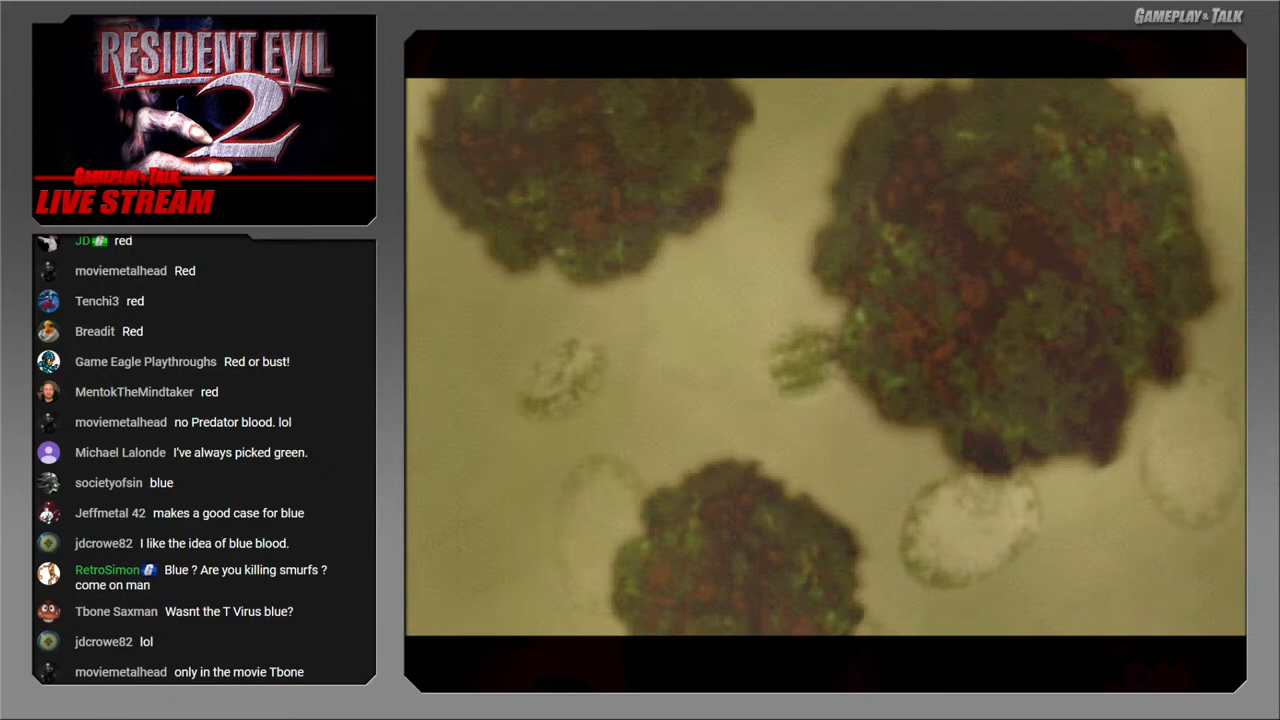 GAMEPLAY & TALK
RESIDENT EVIL
2
GAMEPLAY & TALK
LIVE STREAM
JD red
moviemetalhead Red
Tenchi3 red
Breadit Red
Game Eagle Playthroughs Red or bust!
MentokTheMindtaker red
moviemetalhead no Predator blood. lol
Michael Lalonde I've always picked green.
societyofsin blue
Jeffmetal 42 makes a good case for blue
jdcrowe82 I like the idea of blue blood.
RetroSimon Blue ? Are you killing smurfs ?
come on man
Tbone Saxman Wasnt the T Virus blue?
jdcrowe82 lol
moviemetalhead only in the movie Tbone